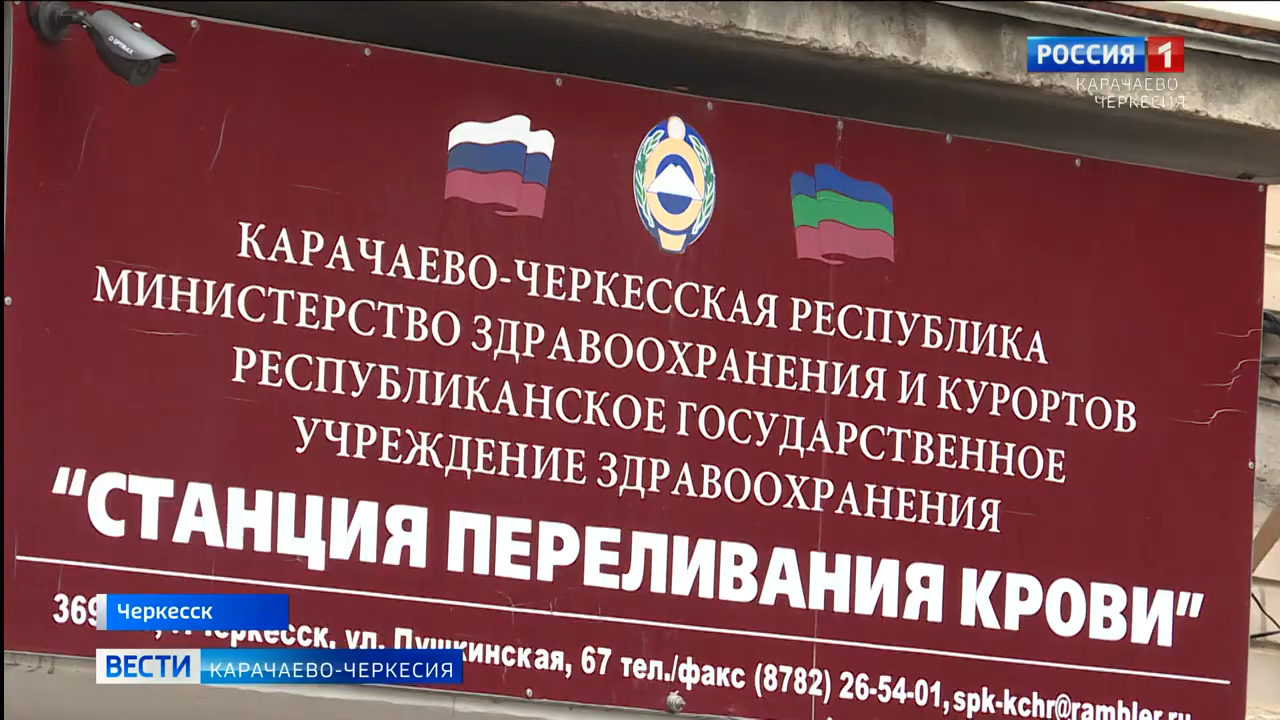 РОССИЯ 1
КАРАЧАЕВО
ЧЕРКЕСИЯ
КАРАЧАЕВО-ЧЕРКЕССКАЯ РЕСПУБЛИКА
МИНИСТЕРСТВО ЗДРАВООХРАНЕНИЯ И КУРОРТОВ
РЕСПУБЛИКАНСКОЕ ГОСУДАРСТВЕННОЕ
УЧРЕЖДЕНИЕ ЗДРАВООХРАНЕНИЯ
“СТАНЦИЯ ПЕРЕЛИВАНИЯ КРОВИ”
Черкесск, ул. Пушкинская, 67 тел./факс (8782) 26-54-01, spk-kchr@rambler.ru
Черкесск
ВЕСТИ КАРАЧАЕВО-ЧЕРКЕСИЯ